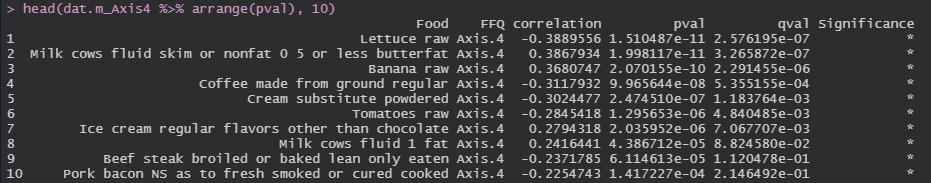 > head(dat.m_Axis4 %>% arrange(pval), 10)
Food FFQ correlation pval qval Significance
1 Lettuce raw Axis.4 -0.3889556 1.510487e-11 2.576195e-07 *
2 Milk cows fluid skim or nonfat 0 5 or less butterfat Axis.4 0.3867934 1.998117e-11 3.265872e-07 *
3 Banana raw Axis.4 0.3680747 2.070155e-10 2.291455e-06 *
4 Coffee made from ground regular Axis.4 -0.3117932 9.965644e-08 5.355155e-04 *
5 Cream substitute powdered Axis.4 -0.3024477 2.474510e-07 1.183764e-03 *
6 Tomatoes raw Axis.4 -0.2845418 1.295653e-06 4.840485e-03 *
7 Ice cream regular flavors other than chocolate Axis.4 0.2794318 2.035952e-06 7.067707e-03 *
8 Milk cows fluid 1 fat Axis.4 0.2416441 4.386712e-05 8.824580e-02 *
9 Beef steak broiled or baked lean only eaten Axis.4 -0.2371785 6.114613e-05 1.120478e-01 *
10 Pork bacon NS as to fresh smoked or cured cooked Axis.4 -0.2254743 1.417227e-04 2.146492e-01 *